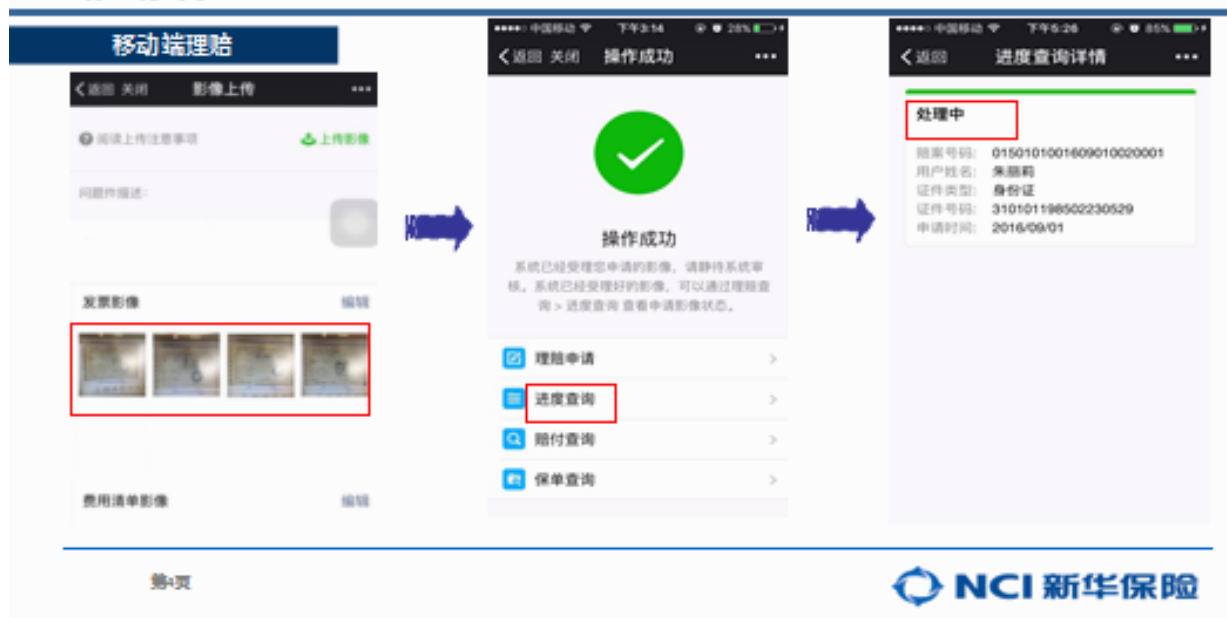 移动端理赔
返回 关闭 影像上传
阅读上传注意事项 上传影像
问题件描述:
发票影像 编辑
费用清单影像 编辑
中国移动 下午3:14 28%
返回 关闭 操作成功
操作成功
系统已经受理您申请的影像,请静待系统审
核。系统已经受理好的影像,可以通过理赔查
询 > 进度查询 查看申请影像状态。
理赔申请
进度查询
赔付查询
保单查询
中国移动 下午5:26 85%
返回 进度查询详情
处理中
赔案号码: 0150101001609010020001
用户姓名: 朱丽莉
证件类型: 身份证
证件号码: 310101198502230529
申请时间: 2016/09/01
第4页
NCI 新华保险